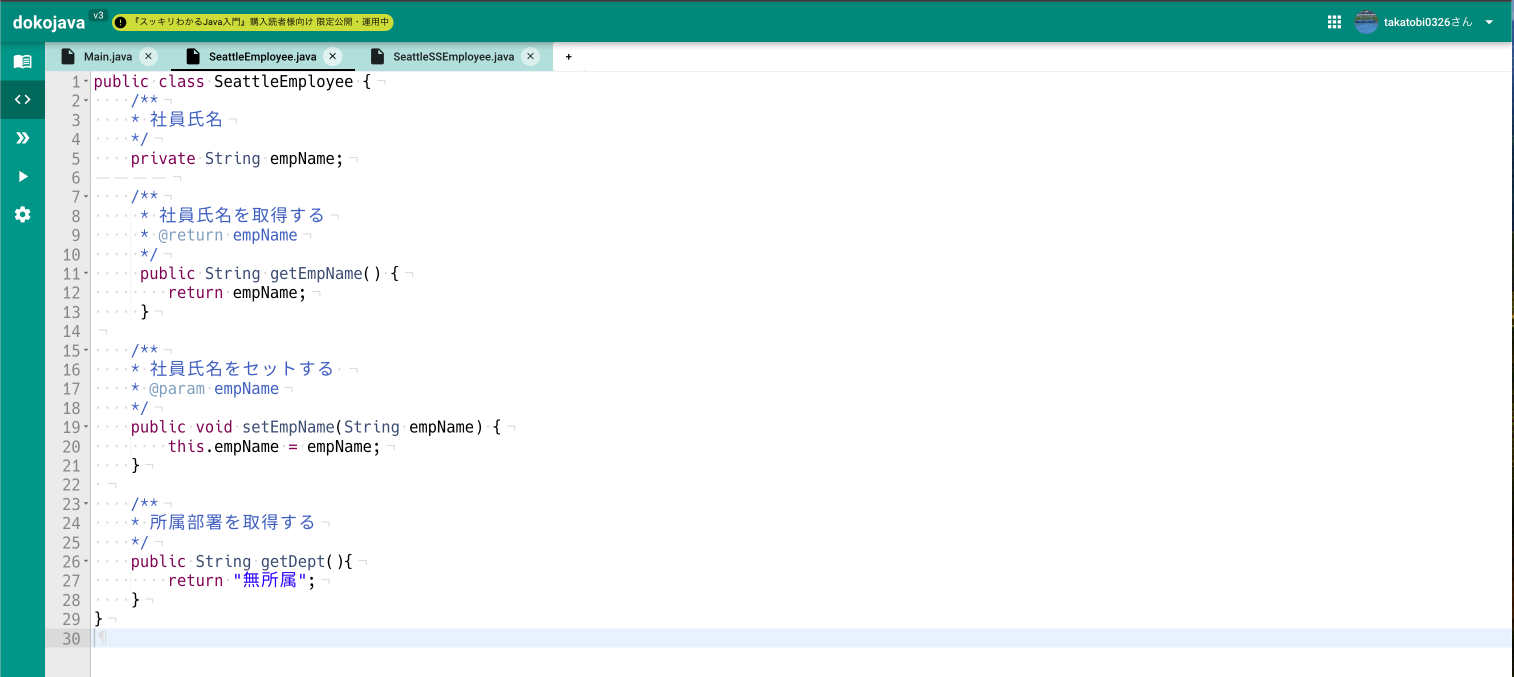 dokojava v3 『スッキリわかるJava入門』購入読者様向け 限定公開・運用中 takatobi0326さん
Main.java SeattleEmployee.java SeattleSSEmployee.java +
1 public class SeattleEmployee {
2 /**
3 * 社員氏名
4 */
5 private String empName;
6
7 /**
8 * 社員氏名を取得する
9 * @return empName
10 */
11 public String getEmpName() {
12 return empName;
13 }
14
15 /**
16 * 社員氏名をセットする
17 * @param empName
18 */
19 public void setEmpName(String empName) {
20 this.empName = empName;
21 }
22
23 /**
24 * 所属部署を取得する
25 */
26 public String getDept(){
27 return "無所属";
28 }
29 }
30